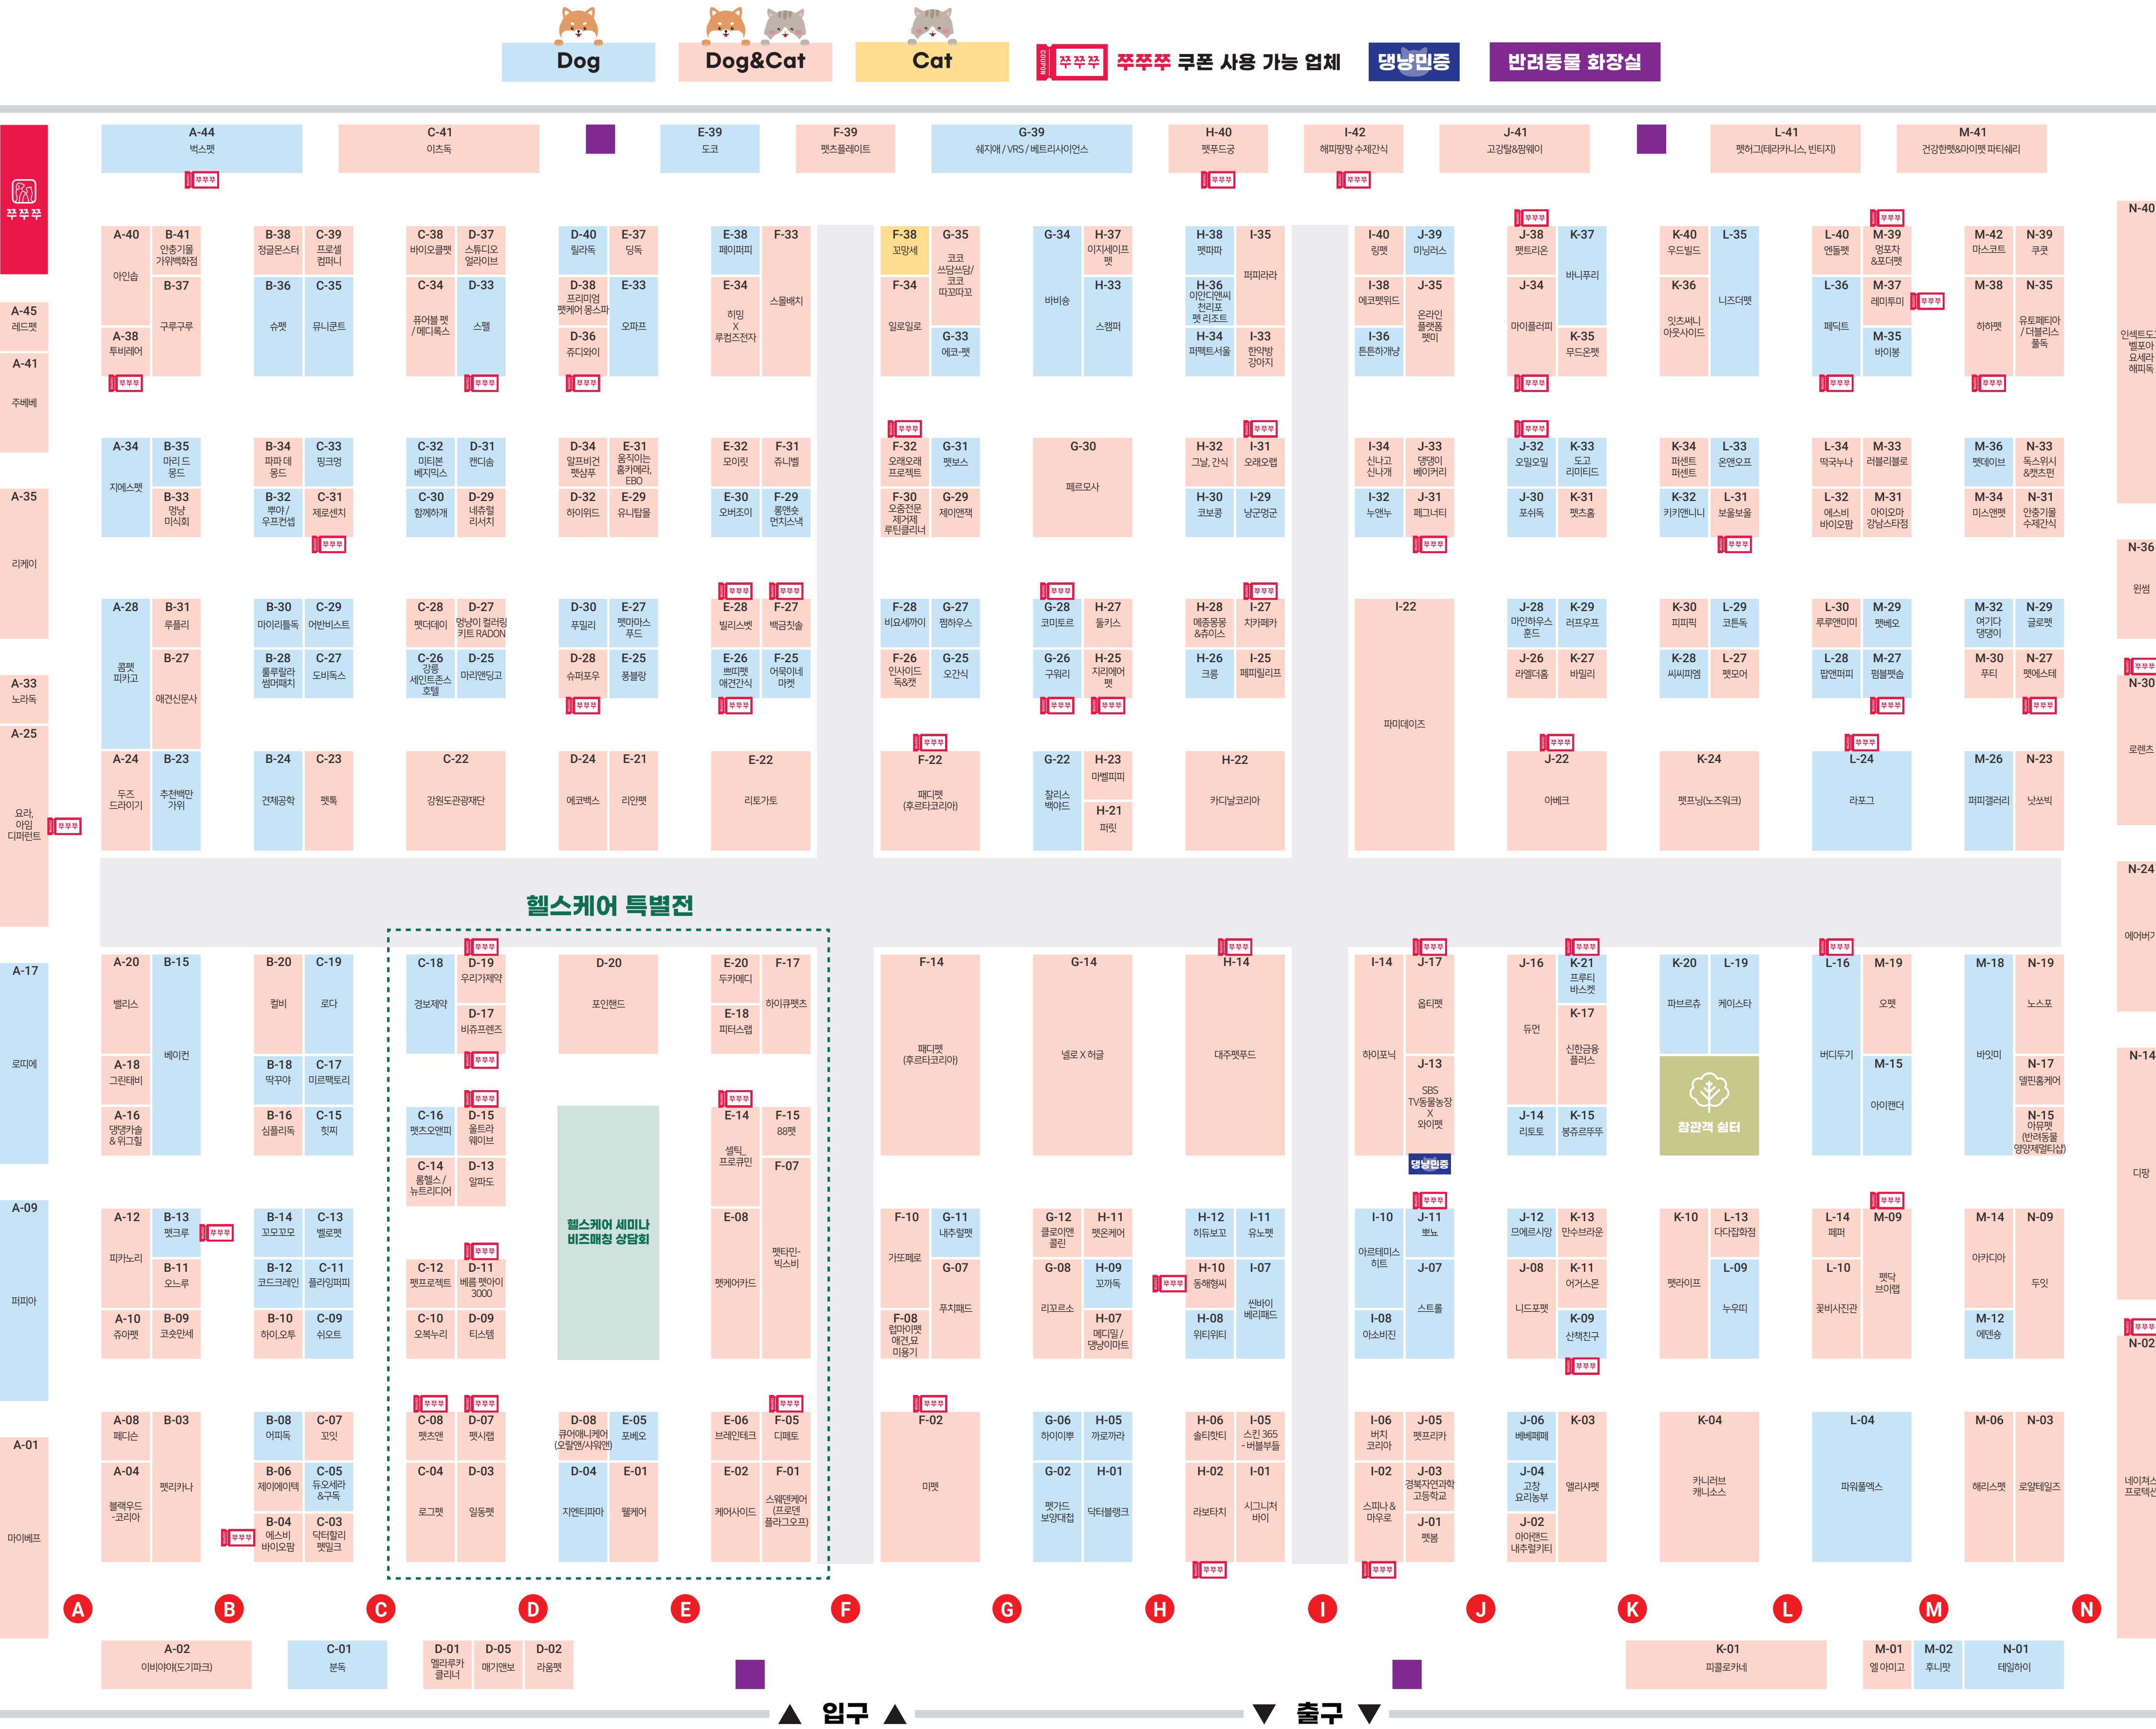 Dog
Dog&Cat
Cat
COUPON
쭈쭈쭈
쭈쭈쭈 쿠폰 사용 가능 업체
댕냥민증
반려동물 화장실
쭈쭈쭈
A-44
벅스펫
C-41
이츠독
E-39
도코
F-39
펫츠플레이트
G-39
쉐지애 / VRS / 베트리사이언스
H-40
펫푸드궁
I-42
해피팡팡 수제간식
J-41
고강탈&팜웨이
L-41
펫허그(테라카니스, 빈티지)
M-41
건강한펫&마이펫 파티쉐리
A-45
레드펫
A-41
주베베
A-35
리케이
A-33
노라독
A-25
요라,
아임
디퍼런트
A-17
로띠에
A-09
퍼피아
A-01
마이베프
A-40
아인솝
B-41
안충기몰
가위백화점
B-37
구루구루
A-38
투비레어
B-38
정글몬스터
C-39
프로셀
컴퍼니
B-36
슈펫
C-35
뮤니쿤트
C-38
바이오클펫
D-37
스튜디오
얼라이브
C-34
퓨어블 펫
/ 메디록스
D-33
스펠
D-40
릴라독
E-37
딩독
D-38
프리미엄
펫케어 몽스파
E-33
오파프
D-36
쥬디와이
E-38
페이퍼피
F-33
스몰배치
E-34
히밍
X
루컴즈전자
F-38
꼬망세
G-35
코코
쓰담쓰담/
코코
따꼬따꼬
F-34
일로일로
G-33
에코-펫
G-34
바비숑
H-37
이지세이프
펫
H-33
스캠퍼
H-38
펫파파
I-35
퍼피라라
H-36
이안디앤씨
천리포
펫 리조트
H-34
퍼펙트서울
I-33
한약방
강아지
I-40
링펫
J-39
미닝러스
I-38
에코펫위드
J-35
온라인
플랫폼
펫미
I-36
튼튼하개냥
J-38
펫트리온
K-37
바니푸리
J-34
마이플러피
K-35
무드온펫
K-40
우드빌드
L-35
니즈더펫
K-36
잇츠써니
아웃사이드
L-40
엔돌펫
M-39
멍포차
&포더펫
L-36
페딕트
M-37
레미투미
M-35
바이봉
M-42
마스코트
N-39
쿠쿳
M-38
하하펫
N-35
유토페티아
/ 더블리스
풀독
N-40
인섹트도그
벨포아
요세라
해피독
A-34
지에스펫
B-35
마리 드
몽드
B-33
멍냥
미식회
B-34
파파 데
몽드
C-33
핑크멍
B-32
뿌야 /
우프컨셉
C-31
제로센치
C-32
미티본
베지믹스
D-31
캔디솜
C-30
함께하개
D-29
네츄럴
리서치
D-34
알프비건
펫샴푸
E-31
움직이는
홈카메라,
EBO
D-32
하이위드
E-29
유니탑몰
E-32
모이핏
F-31
쥬니벨
E-30
오버조이
F-29
롱앤숏
먼치스낵
F-32
오래오래
프로젝트
G-31
펫보스
F-30
오줌전문
제거제
루틴클리너
G-29
제이앤잭
G-30
페르모사
H-32
그날, 간식
I-31
오래오랩
H-30
코보콩
I-29
냥군멍군
I-34
신나고
신나개
J-33
댕댕이
베이커리
I-32
누앤누
J-31
페그너티
J-32
오일오일
K-33
도고
리미티드
J-30
포쉬독
K-31
펫츠홈
K-34
퍼센트
퍼센트
L-33
온앤오프
K-32
키키앤니니
L-31
보울보울
L-34
떡국누나
M-33
러블리블로
L-32
에스비
바이오팜
M-31
아이오마
강남스타점
M-36
펫데이브
N-33
독스위시
&캣츠펀
M-34
미스앤펫
N-31
안충기몰
수제간식
N-36
윈썸
A-28
콤펫
피카고
B-31
루플리
B-27
애견신문사
B-30
마이리틀독
C-29
어반비스트
B-28
룰루랄라
썸머패치
C-27
도비독스
C-28
펫더데이
D-27
멍냥이 컬러링
키트 RADON
C-26
강릉
세인트존스
호텔
D-25
마리앤딩고
D-30
푸밀리
E-27
펫마마스
푸드
D-28
슈퍼포우
E-25
퐁블랑
E-28
빌리스벳
F-27
백금칫솔
E-26
쁘띠펫
애견간식
F-25
어묵이네
마켓
F-28
비요세까이
G-27
쩜하우스
F-26
인사이드
독&캣
G-25
오간식
G-28
코미토르
H-27
둘키스
G-26
구워리
H-25
지리에어
펫
H-28
메종몽몽
&츄이스
I-27
치카페카
H-26
크릉
I-25
페피릴리프
I-22
파미데이즈
J-28
마인하우스
훈드
K-29
러프우프
J-26
라엘더홈
K-27
바밀리
K-30
피피픽
L-29
코튼독
K-28
씨씨피엠
L-27
펫모어
L-30
루루앤미미
M-29
펫베오
L-28
팝앤퍼피
M-27
펌블펫솝
M-32
여기다
댕댕이
N-29
글로펫
M-30
푸티
N-27
펫에스테
N-30
로렌츠
A-24
두즈
드라이기
B-23
추천백만
가위
B-24
견체공학
C-23
펫톡
C-22
강원도관광재단
D-24
에코백스
E-21
리안펫
E-22
리토가토
F-22
패디펫
(후르타코리아)
G-22
찰리스
백야드
H-23
마벨피피
H-21
퍼릿
H-22
카디날코리아
J-22
아베크
K-24
펫프닝(노즈워크)
L-24
라포그
M-26
퍼피갤러리
N-23
낫쏘빅
N-24
에어버기
헬스케어 특별전
A-20
밸리스
B-15
베이컨
A-18
그린태비
A-16
댕댕카솔
& 위그힐
B-20
컬비
C-19
로다
B-18
딱꾸야
C-17
미르팩토리
B-16
심플리독
C-15
힛찌
C-18
경보제약
D-19
우리가제약
D-17
비쥬프렌즈
C-16
펫츠오앤피
D-15
울트라
웨이브
C-14
롬헬스 /
뉴트리디어
D-13
알파도
D-20
포인핸드
헬스케어 세미나
비즈매칭 상담회
E-20
두카메디
F-17
하이큐펫츠
E-18
피터스랩
E-14
셀틱_
프로큐민
F-15
88펫
F-07
펫타민-
빅스비
E-08
펫케어카드
F-14
패디펫
(후르타코리아)
G-14
넬로 X 허글
H-14
대주펫푸드
I-14
하이포닉
J-17
옵티펫
J-13
SBS
TV동물농장
X
와이펫
댕냥민증
J-16
듀먼
K-21
프루티
바스켓
K-17
신한금융
플러스
J-14
리토토
K-15
봉쥬르뚜뚜
K-20
파브르츄
L-19
케이스타
참관객 쉼터
L-16
버디두기
M-19
오펫
M-15
아이캔더
M-18
바잇미
N-19
노스포
N-17
델핀홈케어
N-15
아뮤펫
(반려동물
영양제멀티샵)
N-14
디팡
A-12
피카노리
B-13
펫크루
B-11
오느루
A-10
쥬아펫
B-09
코숏만세
B-14
꼬모꼬모
C-13
벨로펫
B-12
코드크레인
C-11
플라잉퍼피
B-10
하이.오투
C-09
쉬오트
C-12
펫프로젝트
D-11
베름 펫아이
3000
C-10
오복누리
D-09
티스템
F-10
가또페로
G-11
내추럴펫
G-07
푸치패드
F-08
럽마이펫
애견,묘
미용기
G-12
클로이앤
콜린
H-11
펫온케어
G-08
리꼬르소
H-09
꼬까독
H-07
메디밀 /
댕냥이마트
H-12
히듀보꼬
I-11
유노펫
H-10
동해형씨
I-07
쏜바이
베리패드
H-08
위티위티
I-10
아르테미스
히트
J-11
뽀뇨
J-07
스트롤
I-08
아소비진
J-12
므에르시앙
K-13
만수브라운
J-08
니드포펫
K-11
어거스몬
K-09
산책친구
K-10
펫라이프
L-13
다다잡화점
L-09
누우띠
L-14
페퍼
M-09
펫닥
브이랩
L-10
꽃비사진관
M-14
아카디아
N-09
두잇
M-12
에덴숑
N-02
네이쳐스
프로텍션
A-08
페디슨
B-03
펫리카나
A-04
블랙우드
-코리아
B-08
어피독
C-07
꼬잇
B-06
제이에이텍
C-05
듀오세라
&구독
B-04
에스비
바이오팜
C-03
닥터할리
펫밀크
C-08
펫츠앤
D-07
펫시랩
C-04
로그펫
D-03
일동펫
D-08
큐어애니케어
(오랄앤/샤워앤)
E-05
포베오
D-04
지엔티파마
E-01
웰케어
E-06
브레인테크
F-05
디페토
E-02
케어사이드
F-01
스웨덴케어
(프로덴
플라그오프)
F-02
미펫
G-06
하이이뿌
H-05
까로까라
G-02
펫가드
보양대첩
H-01
닥터블랭크
H-06
솔티핫티
I-05
스킨 365
- 버블부들
H-02
라보타치
I-01
시그니처
바이
I-06
버치
코리아
J-05
펫프리카
I-02
스피나 &
마우로
J-03
경북자연과학
고등학교
J-01
펫봄
J-06
베베페페
K-03
앨리샤펫
J-04
고창
요리농부
J-02
아아랜드
내추럴키티
K-04
카니러브
캐니소스
L-04
파워풀엑스
M-06
해리스펫
N-03
로얄테일즈
A
B
C
D
E
F
G
H
I
J
K
L
M
N
A-02
이비야야(도기파크)
C-01
분독
D-01
멜라루카
클리너
D-05
매기앤보
D-02
라움펫
K-01
피콜로카네
M-01
엘 아미고
M-02
후니팟
N-01
테일하이
입구
출구